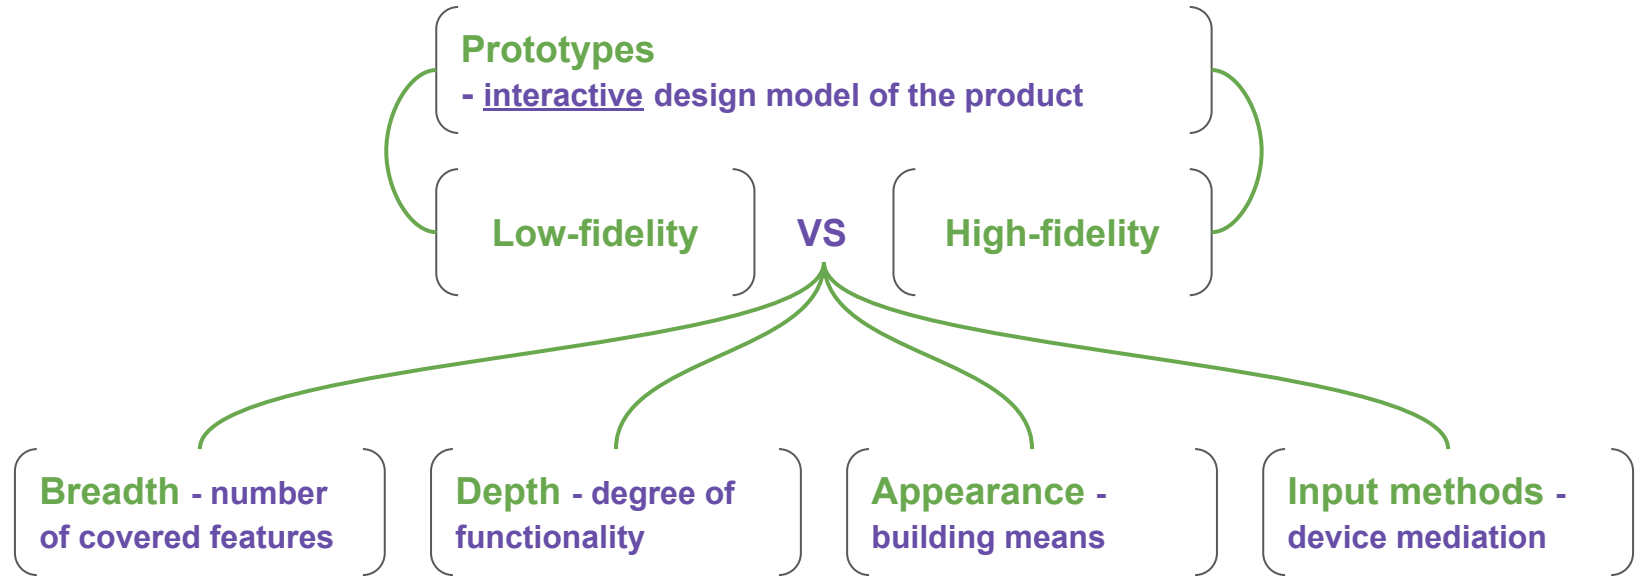 Prototypes
- interactive design model of the product
Low-fidelity VS High-fidelity
Breadth - number
of covered features
Depth - degree of
functionality
Appearance -
building means
Input methods -
device mediation